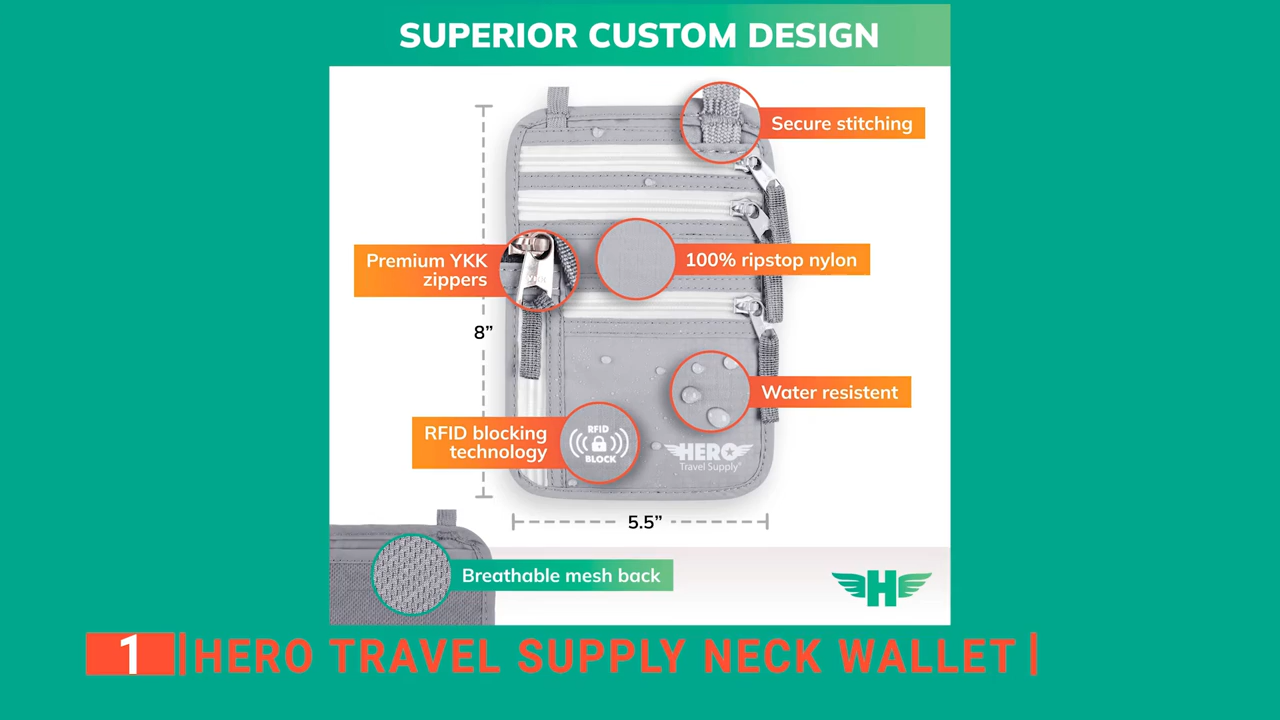 SUPERIOR CUSTOM DESIGN
Secure stitching
Premium YKK
zippers
100% ripstop nylon
8”
Water resistent
RFID blocking
technology
RFID
BLOCK
HERO
Travel Supply®
5.5”
Breathable mesh back
H
1
HERO TRAVEL SUPPLY NECK WALLET